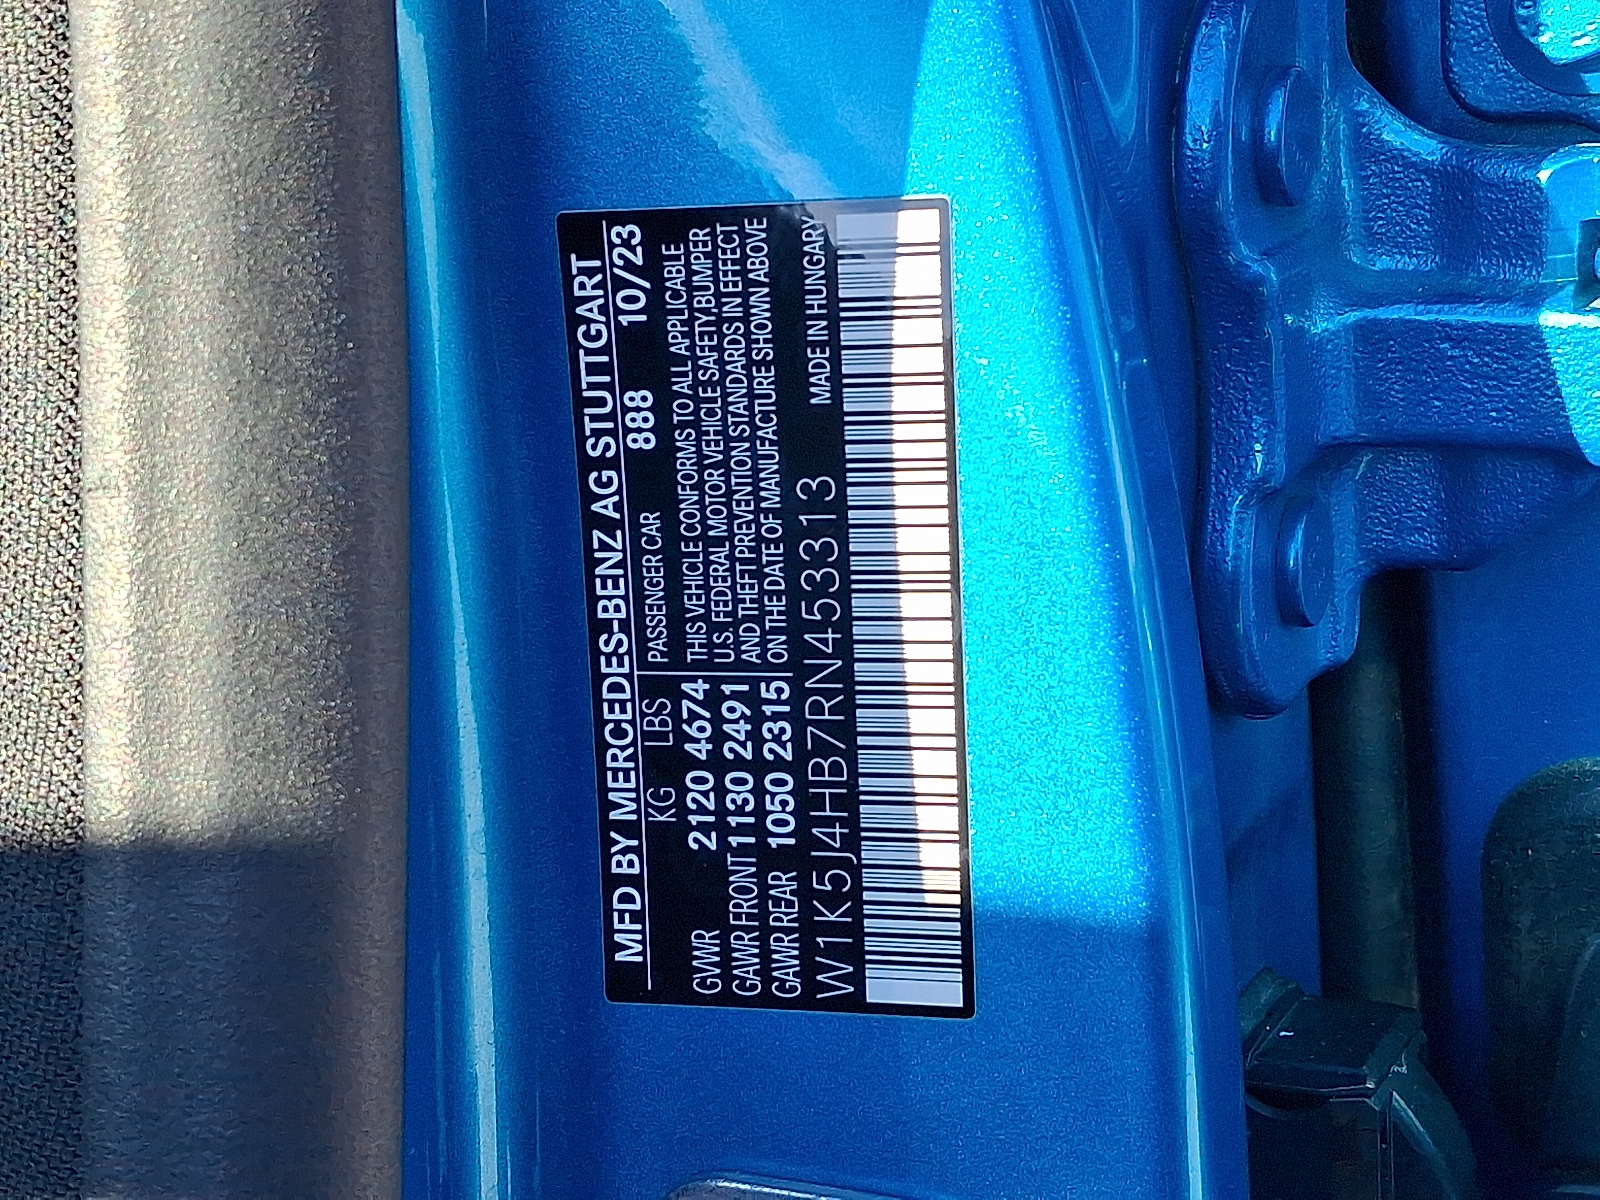 MFD BY MERCEDES-BENZ AG STUTTGART
888 10/23
KG LBS PASSENGER CAR
GVWR 2120 4674 THIS VEHICLE CONFORMS TO ALL APPLICABLE
GAWR FRONT 1130 2491 U.S. FEDERAL MOTOR VEHICLE SAFETY,BUMPER
AND THEFT PREVENTION STANDARDS IN EFFECT
GAWR REAR 1050 2315 ON THE DATE OF MANUFACTURE SHOWN ABOVE
W1K5J4HB7RN453313 MADE IN HUNGARY